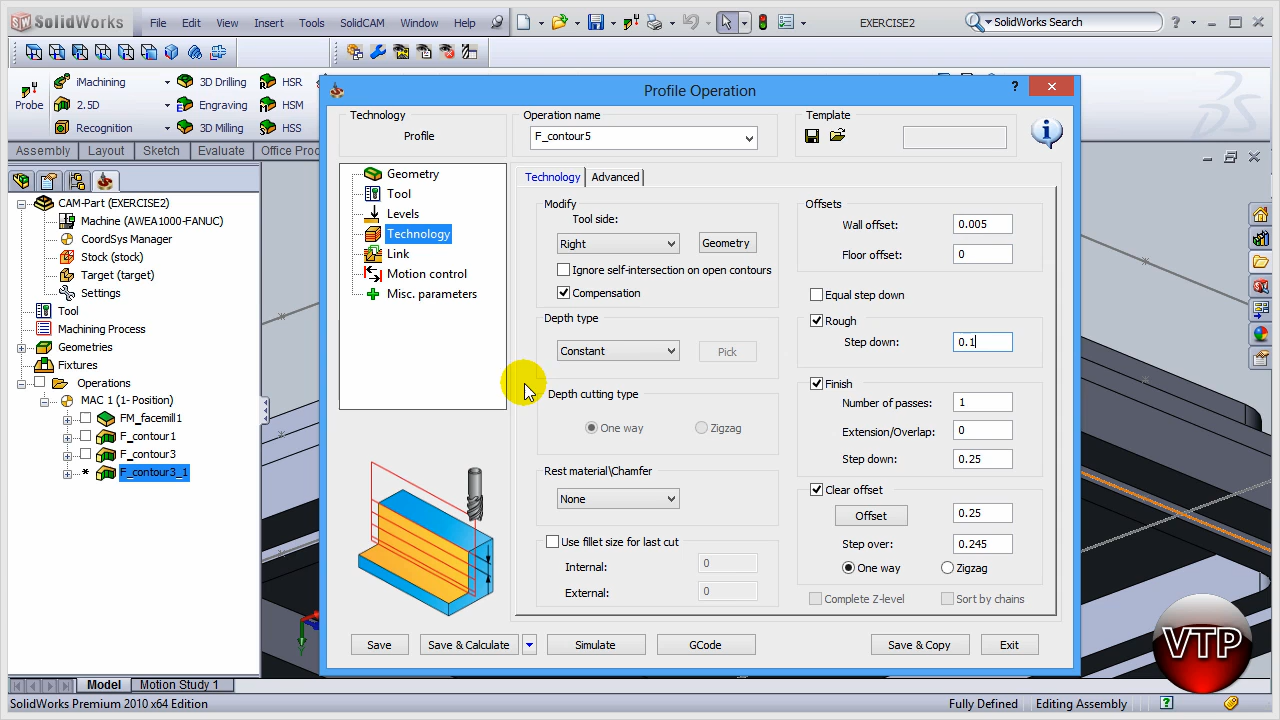 SolidWorks File Edit View Insert Tools SolidCAM Window Help EXERCISE2 SolidWorks Search
Probe
iMachining 3D Drilling HSR
2.5D Engraving HSM
Recognition 3D Milling HSS
Assembly Layout Sketch Evaluate Office Proc
CAM-Part (EXERCISE2)
Machine (AWEA1000-FANUC)
CoordSys Manager
Stock (stock)
Target (target)
Settings
Tool
Machining Process
Geometries
Fixtures
Operations
MAC 1 (1- Position)
FM_facemill1
F_contour1
F_contour3
* F_contour3_1
Profile Operation
Technology
Profile
Operation name
F_contour5
Template
Geometry
Tool
Levels
Technology
Link
Motion control
Misc. parameters
Technology Advanced
Modify
Tool side:
Right Geometry
Ignore self-intersection on open contours
Compensation
Depth type
Constant Pick
Depth cutting type
One way Zigzag
Rest material\Chamfer
None
Use fillet size for last cut
Internal: 0
External: 0
Offsets
Wall offset: 0.005
Floor offset: 0
Equal step down
Rough
Step down: 0.1
Finish
Number of passes: 1
Extension/Overlap: 0
Step down: 0.25
Clear offset
Offset 0.25
Step over: 0.245
One way Zigzag
Complete Z-level Sort by chains
Save Save & Calculate Simulate GCode Save & Copy Exit
VTP
Model Motion Study 1
SolidWorks Premium 2010 x64 Edition Fully Defined Editing Assembly